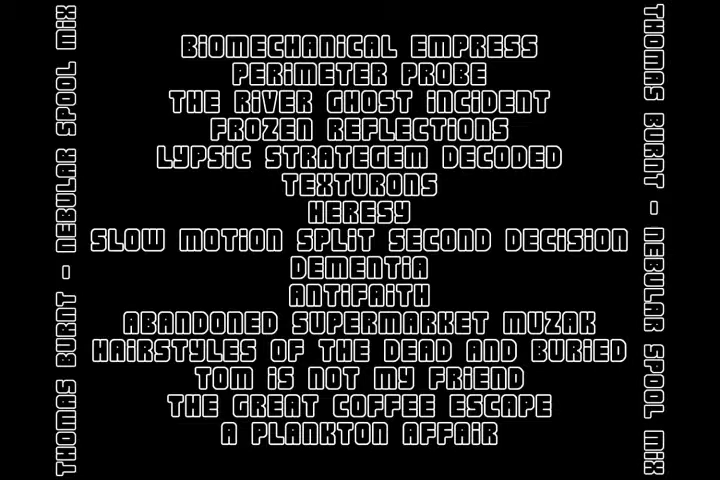 THOMAS BURNT - NEBULAR SPOOL MiX
BiOMECHANiCAL EMPRESS
PERiMETER PROBE
THE RiVER GHOST iNCiDENT
FROZEN REFLECTiONS
LYPSiC STRATEGEM DECODED
TEXTURONS
HERESY
SLOW MOTiON SPLiT SECOND DECiSiON
DEMENTiA
ANTiFAiTH
ABANDONED SUPERMARKET MUZAK
HAiRSTYLES OF THE DEAD AND BURiED
TOM iS NOT MY FRiEND
THE GREAT COFFEE ESCAPE
A PLANKTON AFFAiR
THOMAS BURNT - NEBULAR SPOOL MiX